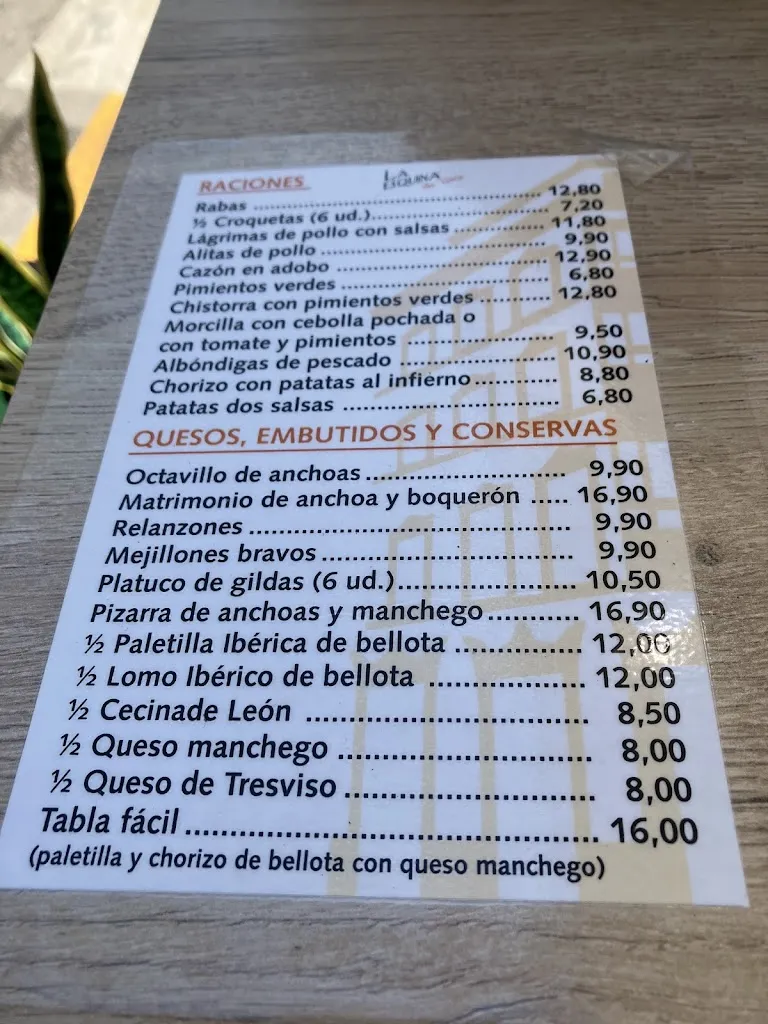 RACIONES
LA
ESQUINA
Rabas ........ 12,80
½ Croquetas (6 ud.)........ 7,20
Lágrimas de pollo con salsas ........ 11,80
Alitas de pollo ........ 9,90
Cazón en adobo ........ 12,90
Pimientos verdes ........ 6,80
Chistorra con pimientos verdes ........ 12,80
Morcilla con cebolla pochada o
con tomate y pimientos ........ 9,50
Albóndigas de pescado ........ 10,90
Chorizo con patatas al infierno........ 8,80
Patatas dos salsas ........ 6,80
QUESOS, EMBUTIDOS Y CONSERVAS
Octavillo de anchoas ........ 9,90
Matrimonio de anchoa y boquerón ..... 16,90
Relanzones ........ 9,90
Mejillones bravos ........ 9,90
Platuco de gildas (6 ud.)........ 10,50
Pizarra de anchoas y manchego........ 16,90
½ Paletilla Ibérica de bellota ........ 12,00
½ Lomo Ibérico de bellota ........ 12,00
½ Cecinade León ........ 8,50
½ Queso manchego ........ 8,00
½ Queso de Tresviso ........ 8,00
Tabla fácil ........ 16,00
(paletilla y chorizo de bellota con queso manchego)